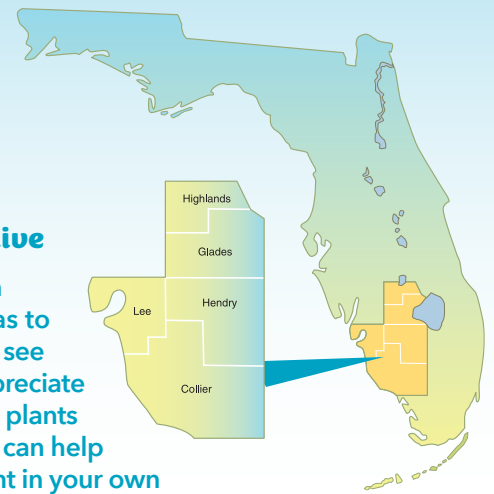 ive
as to
see
preciate
plants
can help
nt in your own
Highlands
Glades
Hendry
Lee
Collier